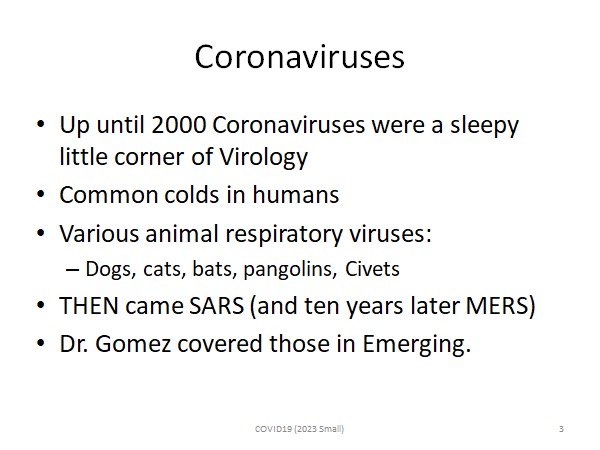 Coronaviruses
• Up until 2000 Coronaviruses were a sleepy
little corner of Virology
• Common colds in humans
• Various animal respiratory viruses:
– Dogs, cats, bats, pangolins, Civets
• THEN came SARS (and ten years later MERS)
• Dr. Gomez covered those in Emerging.
COVID19 (2023 Small)
3